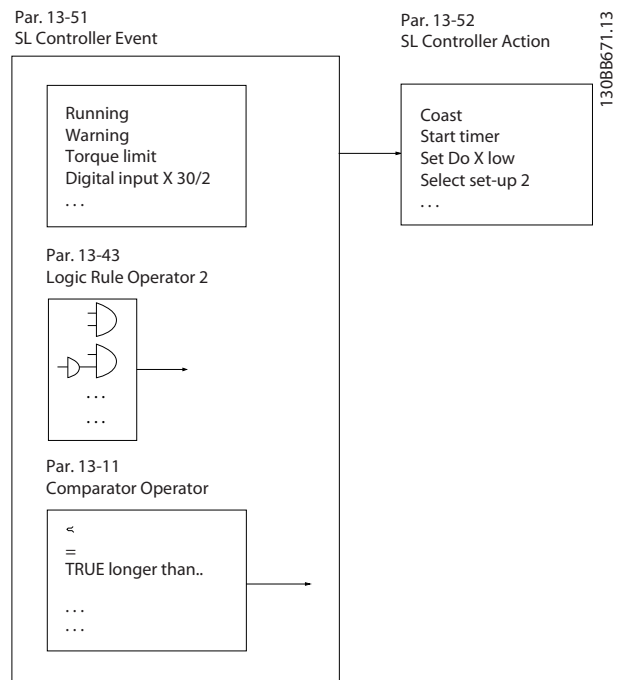 Par. 13-51
SL Controller Event
Par. 13-52
SL Controller Action
130BB671.13
Running
Warning
Torque limit
Digital input X 30/2
. . .
Coast
Start timer
Set Do X low
Select set-up 2
. . .
Par. 13-43
Logic Rule Operator 2
. . .
. . .
Par. 13-11
Comparator Operator
<
=
TRUE longer than..
. . .
. . .